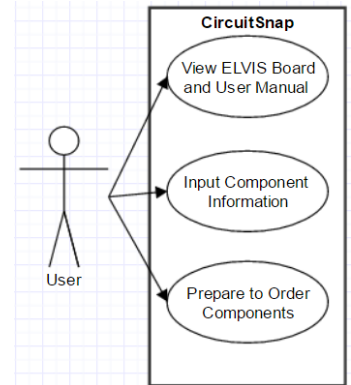 CircuitSnap
View ELVIS Board
and User Manual
Input Component
Information
User
Prepare to Order
Components